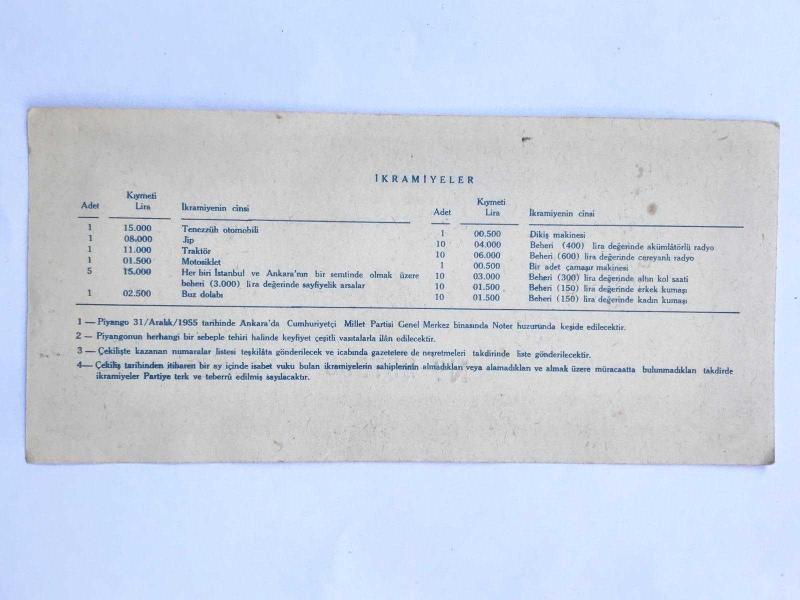 İKRAMİYELER
Adet Kıymeti Lira İkramiyenin cinsi
1 15.000 Tenezzüh otomobili
1 08.000 Jip
1 11.000 Traktör
1 01.500 Motosiklet
5 15.000 Her biri İstanbul ve Ankara'nın bir semtinde olmak üzere
beheri (3.000) lira değerinde sayfiyelik arsalar
1 02.500 Buz dolabı
Adet Kıymeti Lira İkramiyenin cinsi
1 00.500 Dikiş makinesi
10 04.000 Beheri (400) lira değerinde akümlâtörlü radyo
10 06.000 Beheri (600) lira değerinde cereyanlı radyo
1 00.500 Bir adet çamaşır makinesi
10 03.000 Beheri (300) lira değerinde altın kol saati
10 01.500 Beheri (150) lira değerinde erkek kumaşı
10 01.500 Beheri (150) lira değerinde kadın kumaşı
1 — Piyango 31/Aralık/1955 tarihinde Ankara'da Cumhuriyetçi Millet Partisi Genel Merkez binasında Noter huzurunda keşide edilecektir.
2 — Piyangonun herhangi bir sebeple tehiri halinde keyfiyet çeşitli vasıtalarla ilân edilecektir.
3 — Çekilişte kazanan numaralar listesi teşkilâta gönderilecek ve icabında gazetelere de neşretmeleri takdirinde liste gönderilecektir.
4— Çekiliş tarihinden itibaren bir ay içinde isabet vuku bulan ikramiyelerin sahiplerinin almadıkları veya alamadıkları ve almak üzere müracaatta bulunmadıkları takdirde
ikramiyeler Partiye terk ve teberrû edilmiş sayılacaktır.